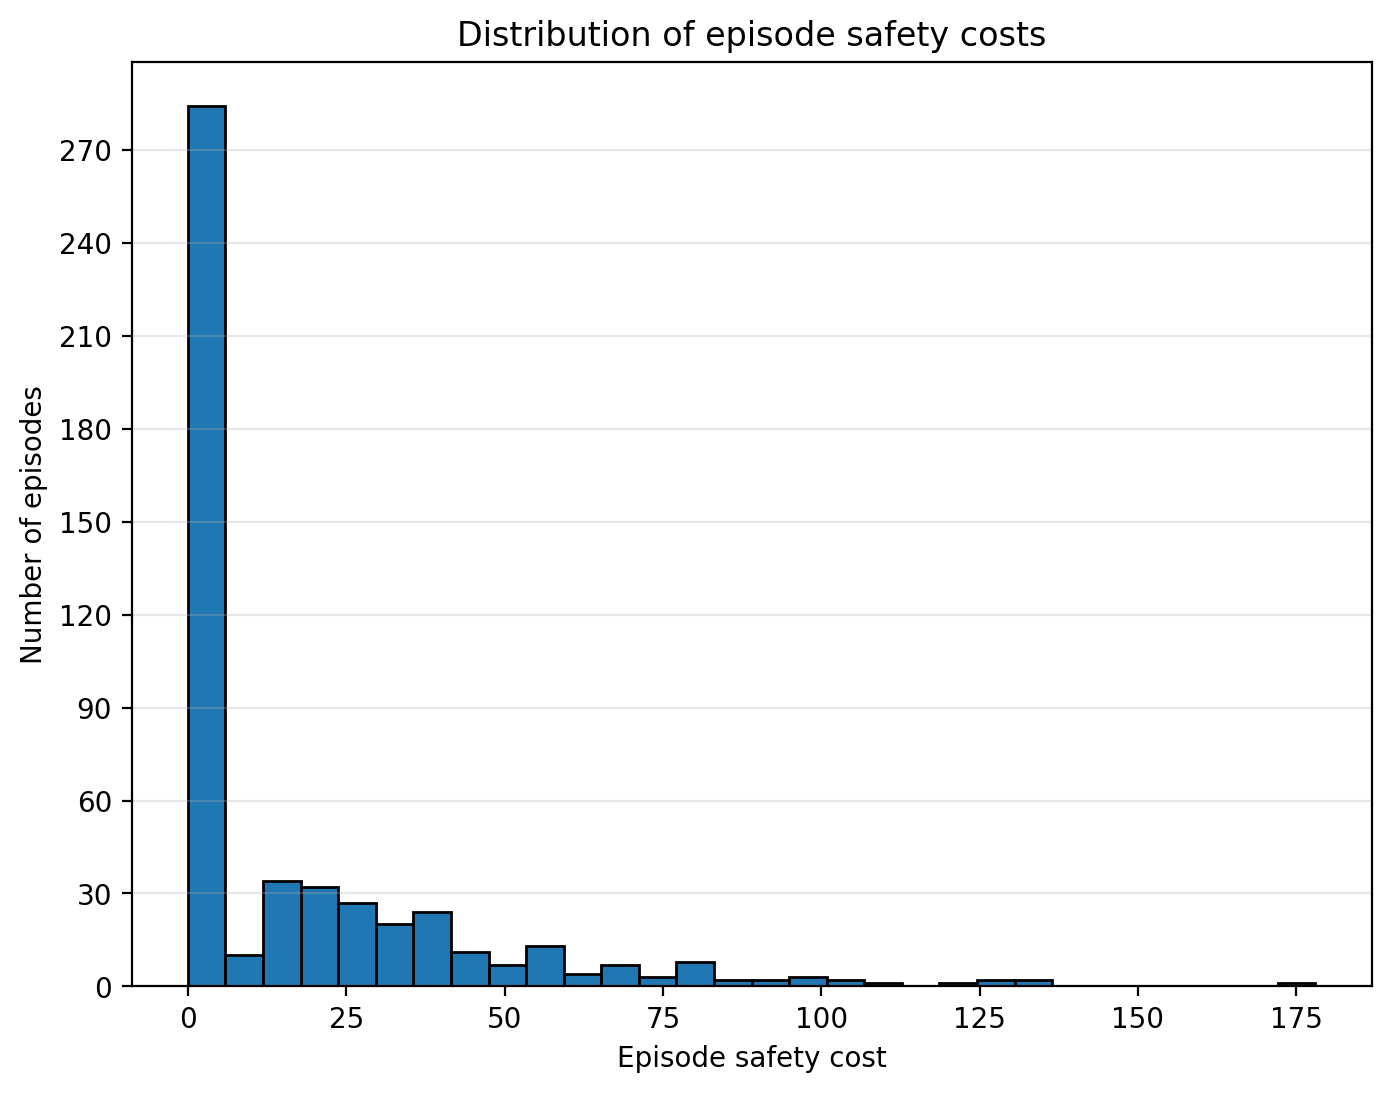 Distribution of episode safety costs
Number of episodes
270
240
210
180
150
120
90
60
30
0
0 25 50 75 100 125 150 175
Episode safety cost